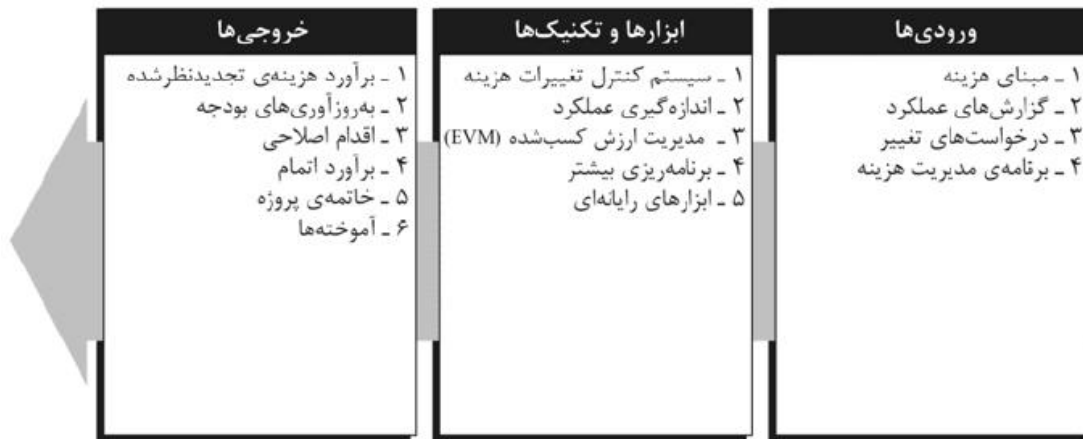 ورودی‌ها
۱ ـ مبنای هزینه
۲ ـ گزارش‌های عملکرد
۳ ـ درخواست‌های تغییر
۴ ـ برنامه‌ی مدیریت هزینه
ابزارها و تکنیک‌ها
۱ ـ سیستم کنترل تغییرات هزینه
۲ ـ اندازه‌گیری عملکرد
۳ ـ مدیریت ارزش کسب‌شده (EVM)
۴ ـ برنامه‌ریزی بیشتر
۵ ـ ابزارهای رایانه‌ای
خروجی‌ها
۱ ـ برآورد هزینه‌ی تجدیدنظرشده
۲ ـ به‌روزآوری‌های بودجه
۳ ـ اقدام اصلاحی
۴ ـ برآورد اتمام
۵ ـ خاتمه‌ی پروژه
۶ ـ آموخته‌ها